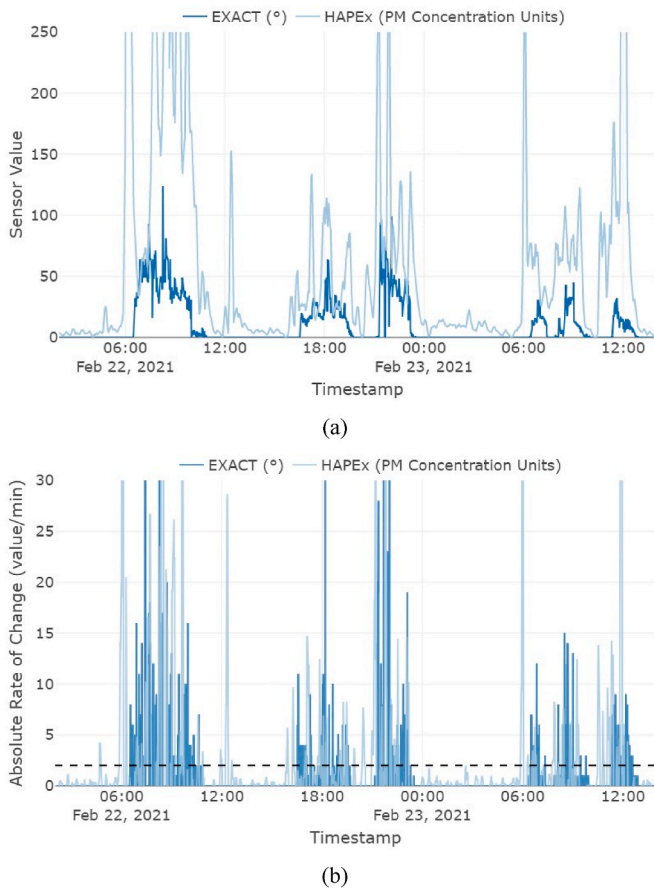 EXACT (°) HAPEx (PM Concentration Units)
250
200
150
100
50
0
Sensor Value
06:00 12:00 18:00 00:00 06:00 12:00
Feb 22, 2021 Feb 23, 2021
Timestamp
(a)
EXACT (°) HAPEx (PM Concentration Units)
30
25
20
15
10
5
0
Absolute Rate of Change (value/min)
06:00 12:00 18:00 00:00 06:00 12:00
Feb 22, 2021 Feb 23, 2021
Timestamp
(b)